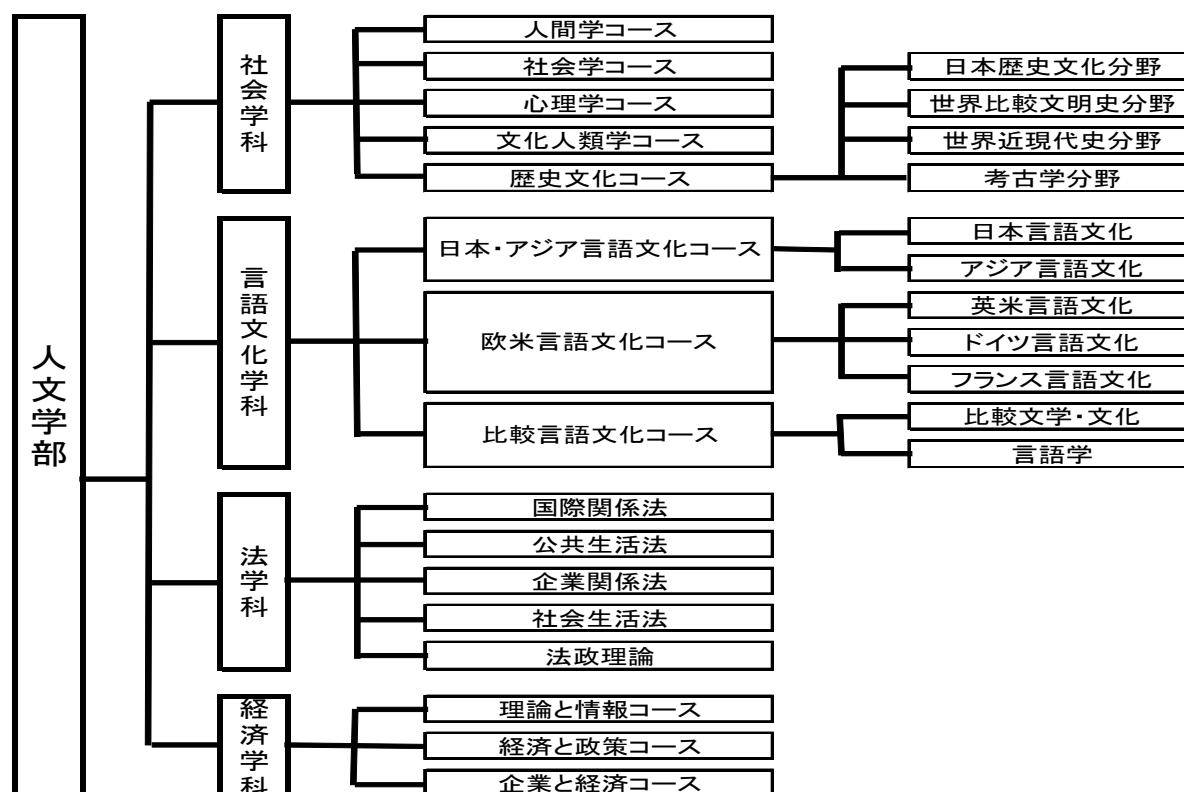 人文学部
社会学科
人間学コース
社会学コース
心理学コース
文化人類学コース
歴史文化コース
日本歴史文化分野
世界比較文明史分野
世界近現代史分野
考古学分野
言語文化学科
日本・アジア言語文化コース
日本言語文化
アジア言語文化
欧米言語文化コース
英米言語文化
ドイツ言語文化
フランス言語文化
比較言語文化コース
比較文学・文化
言語学
法学科
国際関係法
公共生活法
企業関係法
社会生活法
法政理論
経済学科
理論と情報コース
経済と政策コース
企業と経済コース